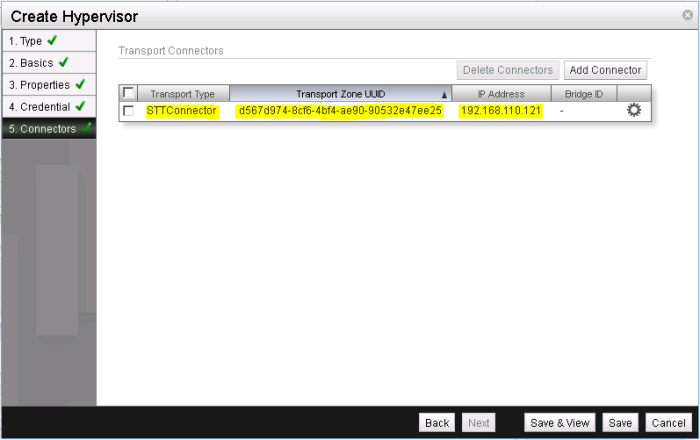 Create Hypervisor
1. Type
2. Basics
3. Properties
4. Credential
5. Connectors
Transport Connectors
Delete Connectors Add Connector
Transport Type Transport Zone UUID IP Address Bridge ID
STTConnector d567d974-8cf6-4bf4-ae90-90532e47ee25 192.168.110.121 -
Back Next Save & View Save Cancel